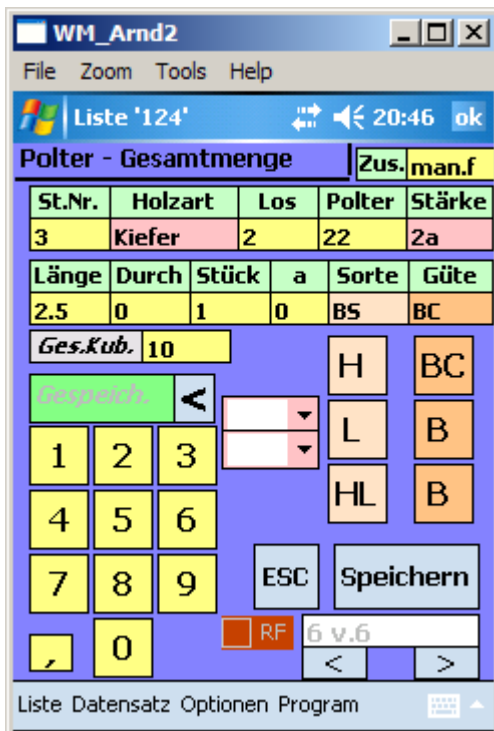 WM_Arnd2
File Zoom Tools Help
Liste '124' 20:46 ok
Polter - Gesamtmenge Zus. man.f
St.Nr. Holzart Los Polter Stärke
3 Kiefer 2 22 2a
Länge Durch Stück a Sorte Güte
2.5 0 1 0 BS BC
Ges.Kub. 10
H BC
Gespeich. <
L B
1 2 3
HL B
4 5 6
7 8 9 ESC Speichern
, 0 RF 6 v.6
< >
Liste Datensatz Optionen Program